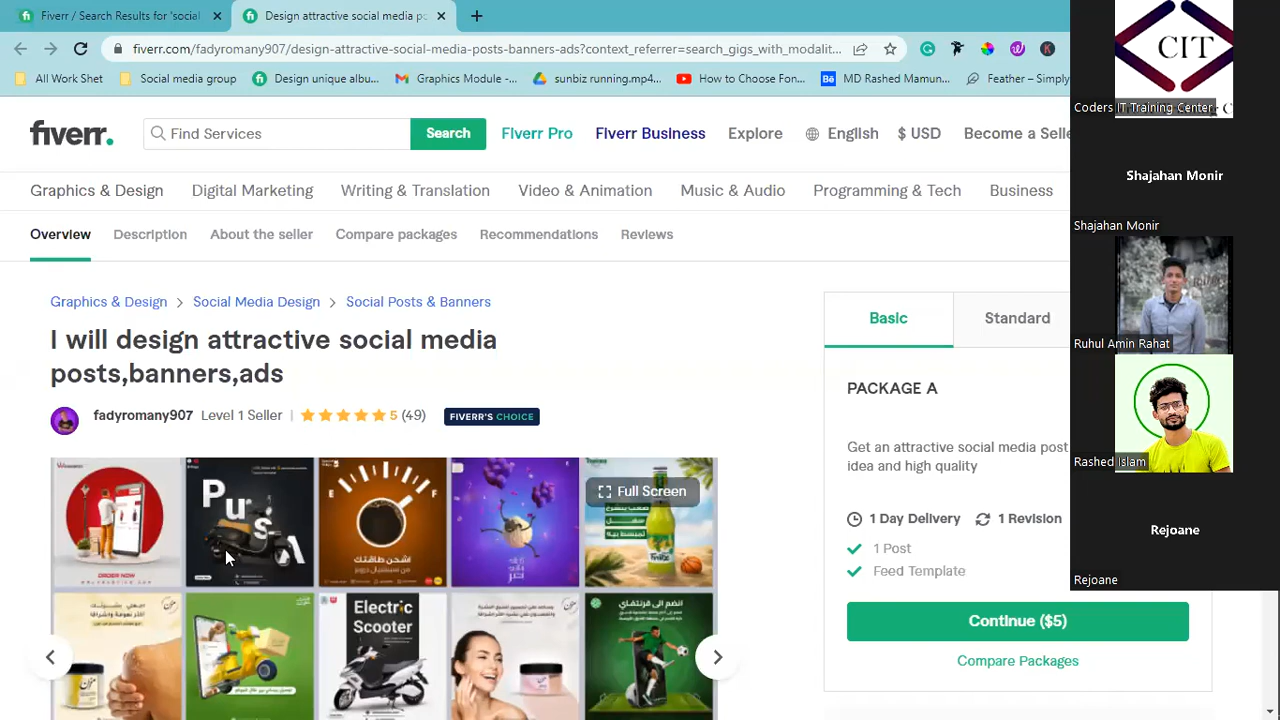 Fiverr / Search Results for 'social
Design attractive social media po
fiverr.com/fadyromany907/design-attractive-social-media-posts-banners-ads?context_referrer=search_gigs_with_modalit...
All Work Shet
Social media group
Design unique albu...
Graphics Module -...
sunbiz running.mp4...
How to Choose Fon...
MD Rashed Mamun...
Feather – Simply
fiverr.
Find Services
Search
Fiverr Pro
Fiverr Business
Explore
English
$ USD
Become a Selle
Graphics & Design
Digital Marketing
Writing & Translation
Video & Animation
Music & Audio
Programming & Tech
Business
Overview
Description
About the seller
Compare packages
Recommendations
Reviews
Graphics & Design > Social Media Design > Social Posts & Banners
I will design attractive social media
posts,banners,ads
fadyromany907 Level 1 Seller | 5 (49) FIVERR'S CHOICE
Full Screen
ORDER NOW
Pursa
E F
اشحن طاقتك
Electric
Scooter
Basic
Standard
PACKAGE A
Get an attractive social media post
idea and high quality
1 Day Delivery
1 Revision
1 Post
Feed Template
Continue ($5)
Compare Packages
CIT
Coders IT Training Center
Shajahan Monir
Shajahan Monir
Ruhul Amin Rahat
Rashed Islam
Rejoane
Rejoane